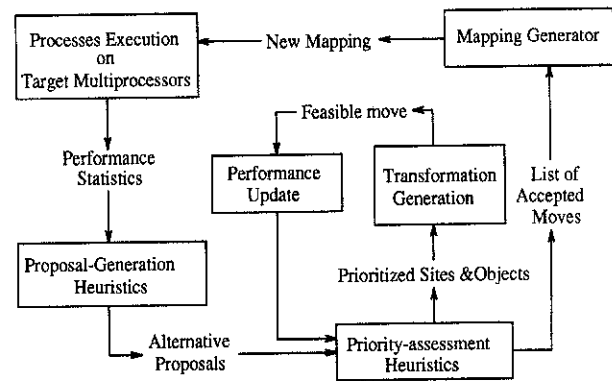 Processes Execution
on
Target Multiprocessors
New Mapping
Mapping Generator
Feasible move
Performance
Statistics
Performance
Update
Transformation
Generation
List of
Accepted
Moves
Proposal-Generation
Heuristics
Prioritized Sites &Objects
Alternative
Proposals
Priority-assessment
Heuristics